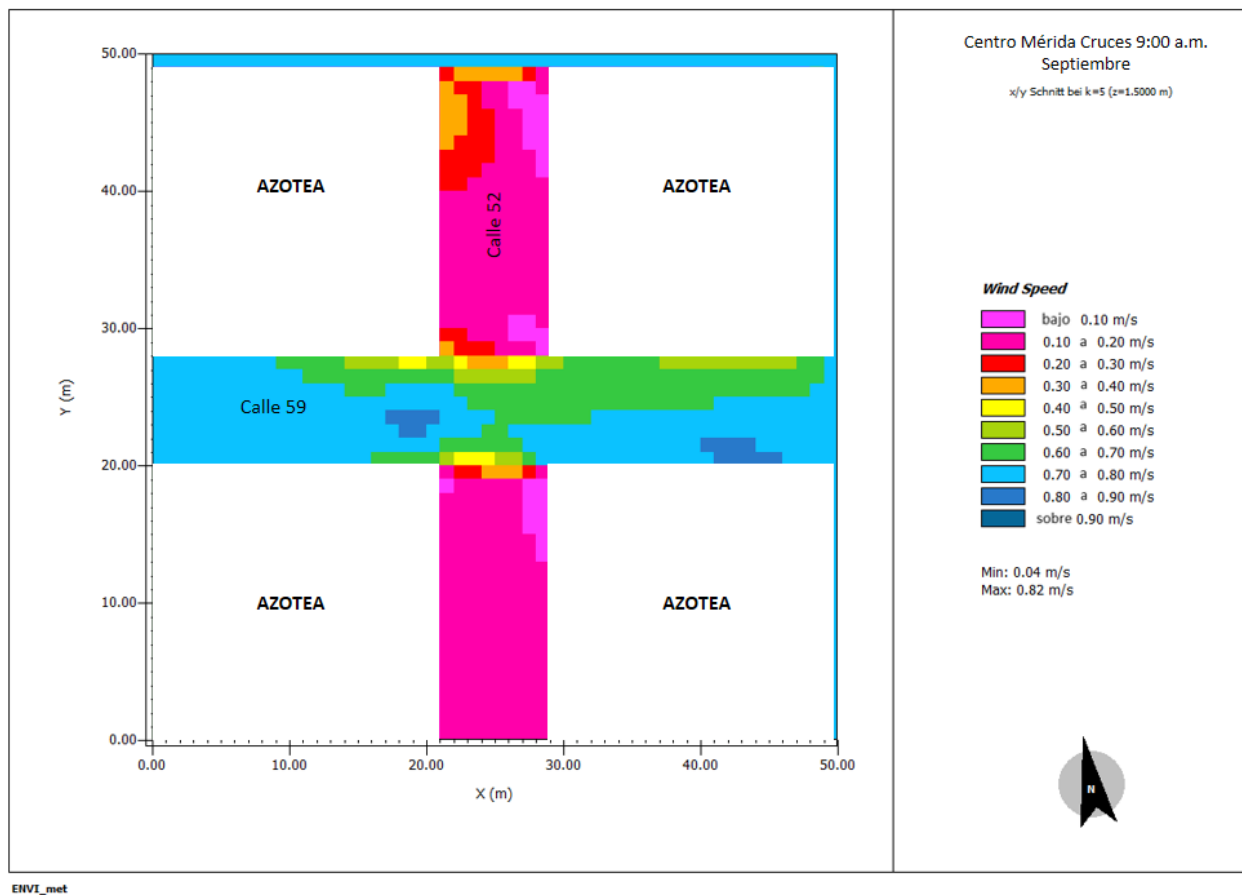 Centro Mérida Cruces 9:00 a.m.
Septiembre
x/y Schnitt bei k=5 (z=1.5000 m)
50.00
40.00
30.00
20.00
10.00
0.00
Y (m)
AZOTEA
AZOTEA
Calle 52
Calle 59
AZOTEA
AZOTEA
0.00 10.00 20.00 30.00 40.00 50.00
X (m)
Wind Speed
bajo 0.10 m/s
0.10 a 0.20 m/s
0.20 a 0.30 m/s
0.30 a 0.40 m/s
0.40 a 0.50 m/s
0.50 a 0.60 m/s
0.60 a 0.70 m/s
0.70 a 0.80 m/s
0.80 a 0.90 m/s
sobre 0.90 m/s
Min: 0.04 m/s
Max: 0.82 m/s
N
ENVI_met